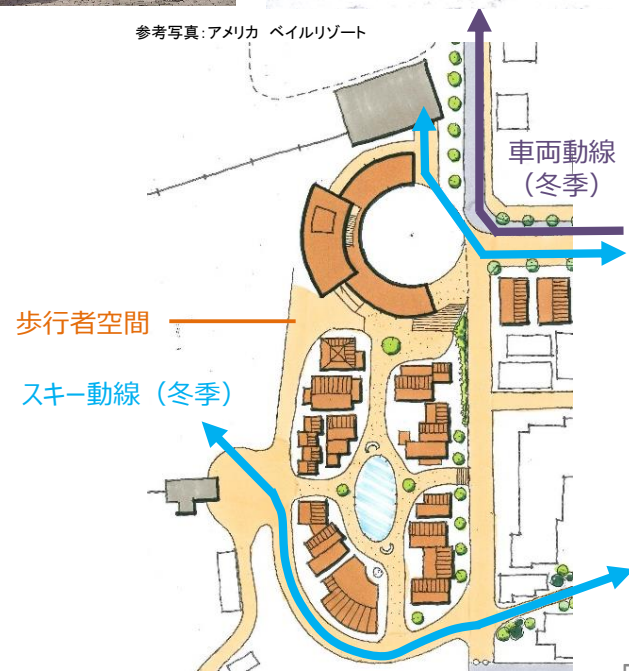 参考写真：アメリカ ベイルリゾート
車両動線
（冬季）
歩行者空間
スキー動線（冬季）